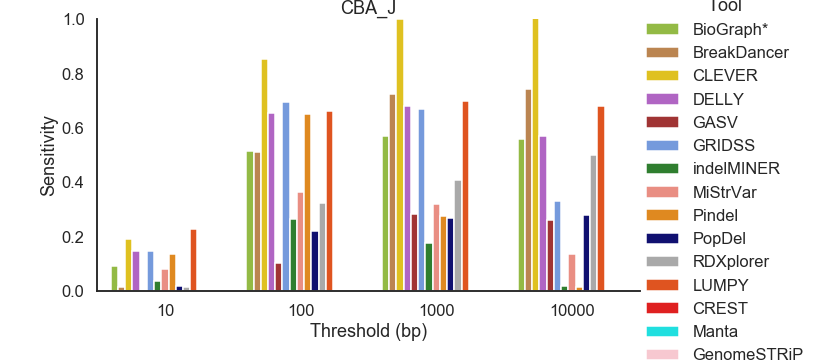 CBA_J
Tool
1.0
0.8
0.6
0.4
0.2
0.0
Sensitivity
10
100
1000
10000
Threshold (bp)
BioGraph*
BreakDancer
CLEVER
DELLY
GASV
GRIDSS
indelMINER
MiStrVar
Pindel
PopDel
RDXplorer
LUMPY
CREST
Manta
GenomeSTRiP